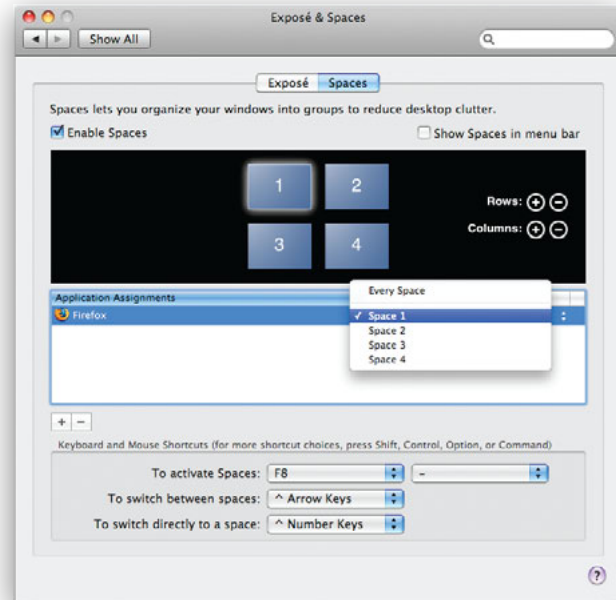 Exposé & Spaces
Show All
Exposé Spaces
Spaces lets you organize your windows into groups to reduce desktop clutter.
Enable Spaces Show Spaces in menu bar
1 2
Rows:
Columns:
3 4
Every Space
Application Assignments
Firefox ✓ Space 1
Space 2
Space 3
Space 4
+ −
Keyboard and Mouse Shortcuts (for more shortcut choices, press Shift, Control, Option, or Command)
To activate Spaces: F8 –
To switch between spaces: ^ Arrow Keys
To switch directly to a space: ^ Number Keys
?